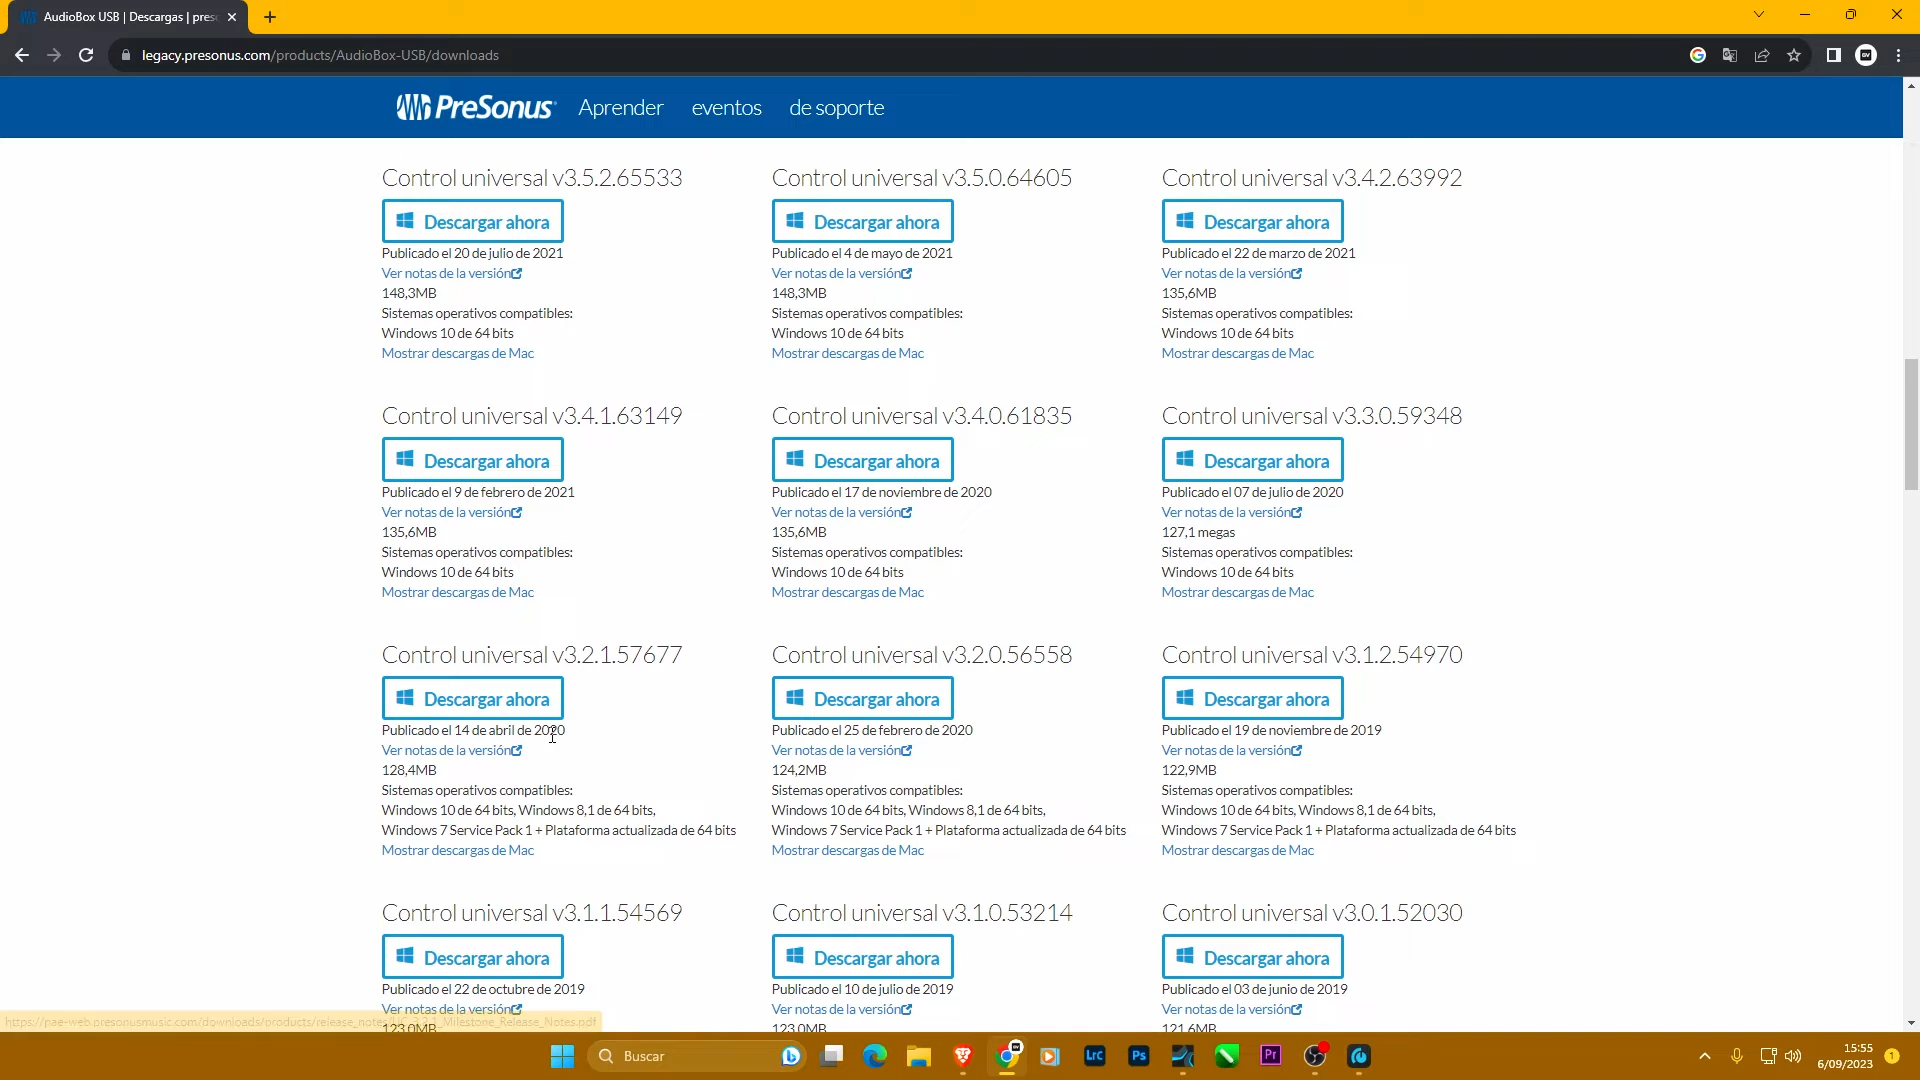 AudioBox USB | Descargas | pres
legacy.presonus.com/products/AudioBox-USB/downloads
PreSonus
Aprender
eventos
de soporte
Control universal v3.5.2.65533
Descargar ahora
Publicado el 20 de julio de 2021
Ver notas de la versión
148,3MB
Sistemas operativos compatibles:
Windows 10 de 64 bits
Mostrar descargas de Mac
Control universal v3.5.0.64605
Descargar ahora
Publicado el 4 de mayo de 2021
Ver notas de la versión
148,3MB
Sistemas operativos compatibles:
Windows 10 de 64 bits
Mostrar descargas de Mac
Control universal v3.4.2.63992
Descargar ahora
Publicado el 22 de marzo de 2021
Ver notas de la versión
135,6MB
Sistemas operativos compatibles:
Windows 10 de 64 bits
Mostrar descargas de Mac
Control universal v3.4.1.63149
Descargar ahora
Publicado el 9 de febrero de 2021
Ver notas de la versión
135,6MB
Sistemas operativos compatibles:
Windows 10 de 64 bits
Mostrar descargas de Mac
Control universal v3.4.0.61835
Descargar ahora
Publicado el 17 de noviembre de 2020
Ver notas de la versión
135,6MB
Sistemas operativos compatibles:
Windows 10 de 64 bits
Mostrar descargas de Mac
Control universal v3.3.0.59348
Descargar ahora
Publicado el 07 de julio de 2020
Ver notas de la versión
127,1 megas
Sistemas operativos compatibles:
Windows 10 de 64 bits
Mostrar descargas de Mac
Control universal v3.2.1.57677
Descargar ahora
Publicado el 14 de abril de 2020
Ver notas de la versión
128,4MB
Sistemas operativos compatibles:
Windows 10 de 64 bits, Windows 8,1 de 64 bits,
Windows 7 Service Pack 1 + Plataforma actualizada de 64 bits
Mostrar descargas de Mac
Control universal v3.2.0.56558
Descargar ahora
Publicado el 25 de febrero de 2020
Ver notas de la versión
124,2MB
Sistemas operativos compatibles:
Windows 10 de 64 bits, Windows 8,1 de 64 bits,
Windows 7 Service Pack 1 + Plataforma actualizada de 64 bits
Mostrar descargas de Mac
Control universal v3.1.2.54970
Descargar ahora
Publicado el 19 de noviembre de 2019
Ver notas de la versión
122,9MB
Sistemas operativos compatibles:
Windows 10 de 64 bits, Windows 8,1 de 64 bits,
Windows 7 Service Pack 1 + Plataforma actualizada de 64 bits
Mostrar descargas de Mac
Control universal v3.1.1.54569
Descargar ahora
Publicado el 22 de octubre de 2019
Ver notas de la versión
123,0MB
Control universal v3.1.0.53214
Descargar ahora
Publicado el 10 de julio de 2019
Ver notas de la versión
123,0MB
Control universal v3.0.1.52030
Descargar ahora
Publicado el 03 de junio de 2019
Ver notas de la versión
121,6MB
Buscar
LrC
Ps
Pr
15:55
6/09/2023
1